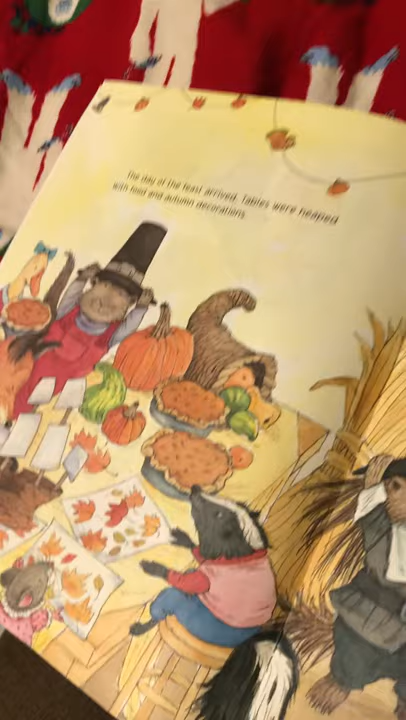 The day of the feast arrived. Tables were heaped
with food and autumn decorations.